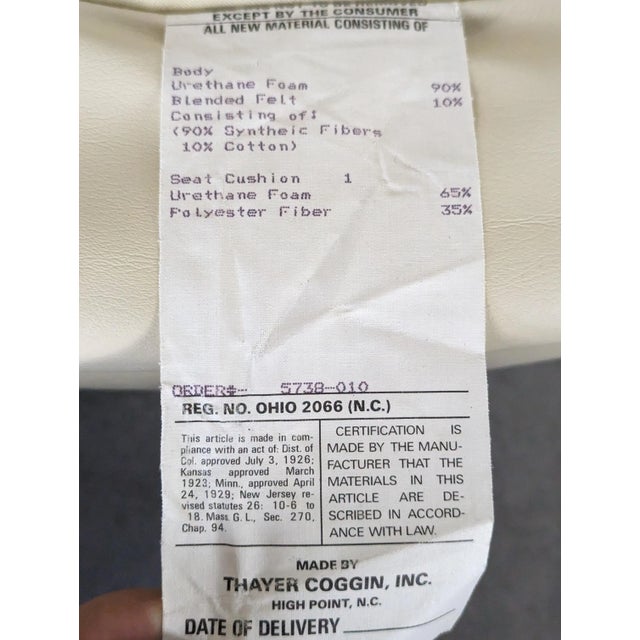 EXCEPT BY THE CONSUMER
ALL NEW MATERIAL CONSISTING OF
Body
Urethane Foam 90%
Blended Felt 10%
Consisting of:
(90% Syntheic Fibers
10% Cotton)
Seat Cushion 1
Urethane Foam 65%
Polyester Fiber 35%
ORDER#- 5738-010
REG. NO. OHIO 2066 (N.C.)
This article is made in com-
pliance with an act of: Dist. of
Col. approved July 3, 1926;
Kansas approved March
1923; Minn., approved April
24, 1929; New Jersey re-
vised statutes 26: 10-6 to
18. Mass. G. L., Sec. 270,
Chap. 94.
CERTIFICATION IS
MADE BY THE MANU-
FACTURER THAT THE
MATERIALS IN THIS
ARTICLE ARE DE-
SCRIBED IN ACCORD-
ANCE WITH LAW.
MADE BY
THAYER COGGIN, INC.
HIGH POINT, N.C.
DATE OF DELIVERY